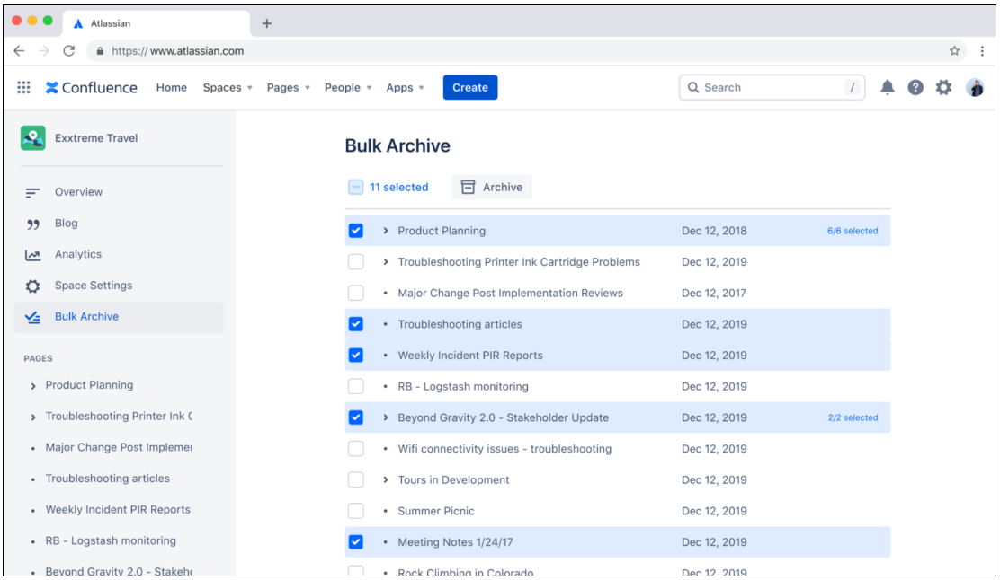 Atlassian
https://www.atlassian.com
Confluence Home Spaces Pages People Apps Create Search /
Exxtreme Travel
Overview
Blog
Analytics
Space Settings
Bulk Archive
PAGES
Product Planning
Troubleshooting Printer Ink C
Major Change Post Implemen
Troubleshooting articles
Weekly Incident PIR Reports
RB - Logstash monitoring
Beyond Gravity 2.0 - Stakeho
Bulk Archive
11 selected Archive
Product Planning Dec 12, 2018 6/6 selected
Troubleshooting Printer Ink Cartridge Problems Dec 12, 2019
Major Change Post Implementation Reviews Dec 12, 2017
Troubleshooting articles Dec 12, 2019
Weekly Incident PIR Reports Dec 12, 2019
RB - Logstash monitoring Dec 12, 2019
Beyond Gravity 2.0 - Stakeholder Update Dec 12, 2019 2/2 selected
Wifi connectivity issues - troubleshooting Dec 12, 2019
Tours in Development Dec 12, 2019
Summer Picnic Dec 12, 2019
Meeting Notes 1/24/17 Dec 12, 2019
Rock Climbing in Colorado Dec 12, 2019